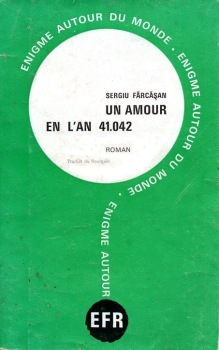 ENIGME AUTOUR DU MONDE · ENIGME AUTOUR DU MONDE · ENIGME AUTOUR
SERGIU FĂRCĂŞAN
UN AMOUR
EN L'AN 41.042
ROMAN
EFR